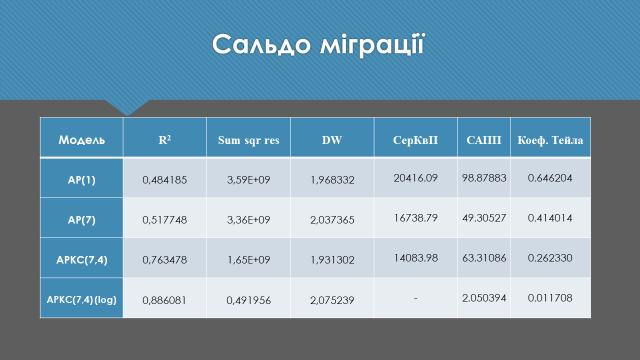 Сальдо міграції
Модель R² Sum sqr res DW СерКвП САПП Коеф. Тейла
АР(1) 0,484185 3,59E+09 1,968332 20416.09 98.87883 0.646204
АР(7) 0,517748 3,36E+09 2,037365 16738.79 49.30527 0.414014
АРКС(7,4) 0,763478 1,65E+09 1,931302 14083.98 63.31086 0.262330
АРКС(7,4)(log) 0,886081 0,491956 2,075239 - 2.050394 0.011708